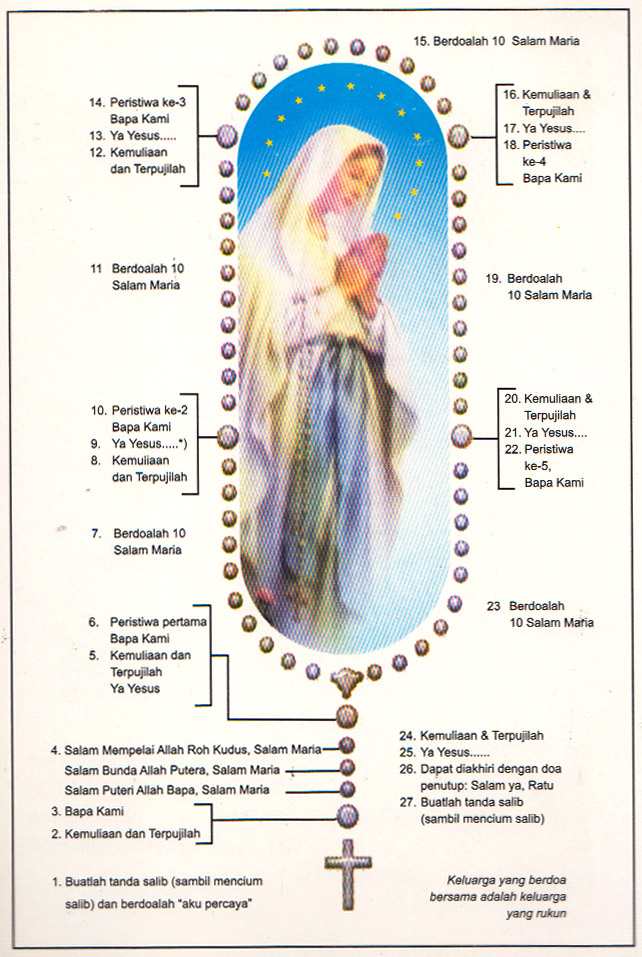 15. Berdoalah 10 Salam Maria
14. Peristiwa ke-3
Bapa Kami
13. Ya Yesus.....
12. Kemuliaan
dan Terpujilah
16. Kemuliaan &
Terpujilah
17. Ya Yesus....
18. Peristiwa
ke-4
Bapa Kami
11 Berdoalah 10
Salam Maria
19. Berdoalah
10 Salam Maria
10. Peristiwa ke-2
Bapa Kami
9. Ya Yesus.....*)
8. Kemuliaan
dan Terpujilah
20. Kemuliaan &
Terpujilah
21. Ya Yesus....
22. Peristiwa
ke-5,
Bapa Kami
7. Berdoalah 10
Salam Maria
23 Berdoalah
10 Salam Maria
6. Peristiwa pertama
Bapa Kami
5. Kemuliaan dan
Terpujilah
Ya Yesus
4. Salam Mempelai Allah Roh Kudus, Salam Maria
Salam Bunda Allah Putera, Salam Maria
Salam Puteri Allah Bapa, Salam Maria
3. Bapa Kami
2. Kemuliaan dan Terpujilah
1. Buatlah tanda salib (sambil mencium
salib) dan berdoalah "aku percaya"
24. Kemuliaan & Terpujilah
25. Ya Yesus......
26. Dapat diakhiri dengan doa
penutup: Salam ya, Ratu
27. Buatlah tanda salib
(sambil mencium salib)
Keluarga yang berdoa
bersama adalah keluarga
yang rukun